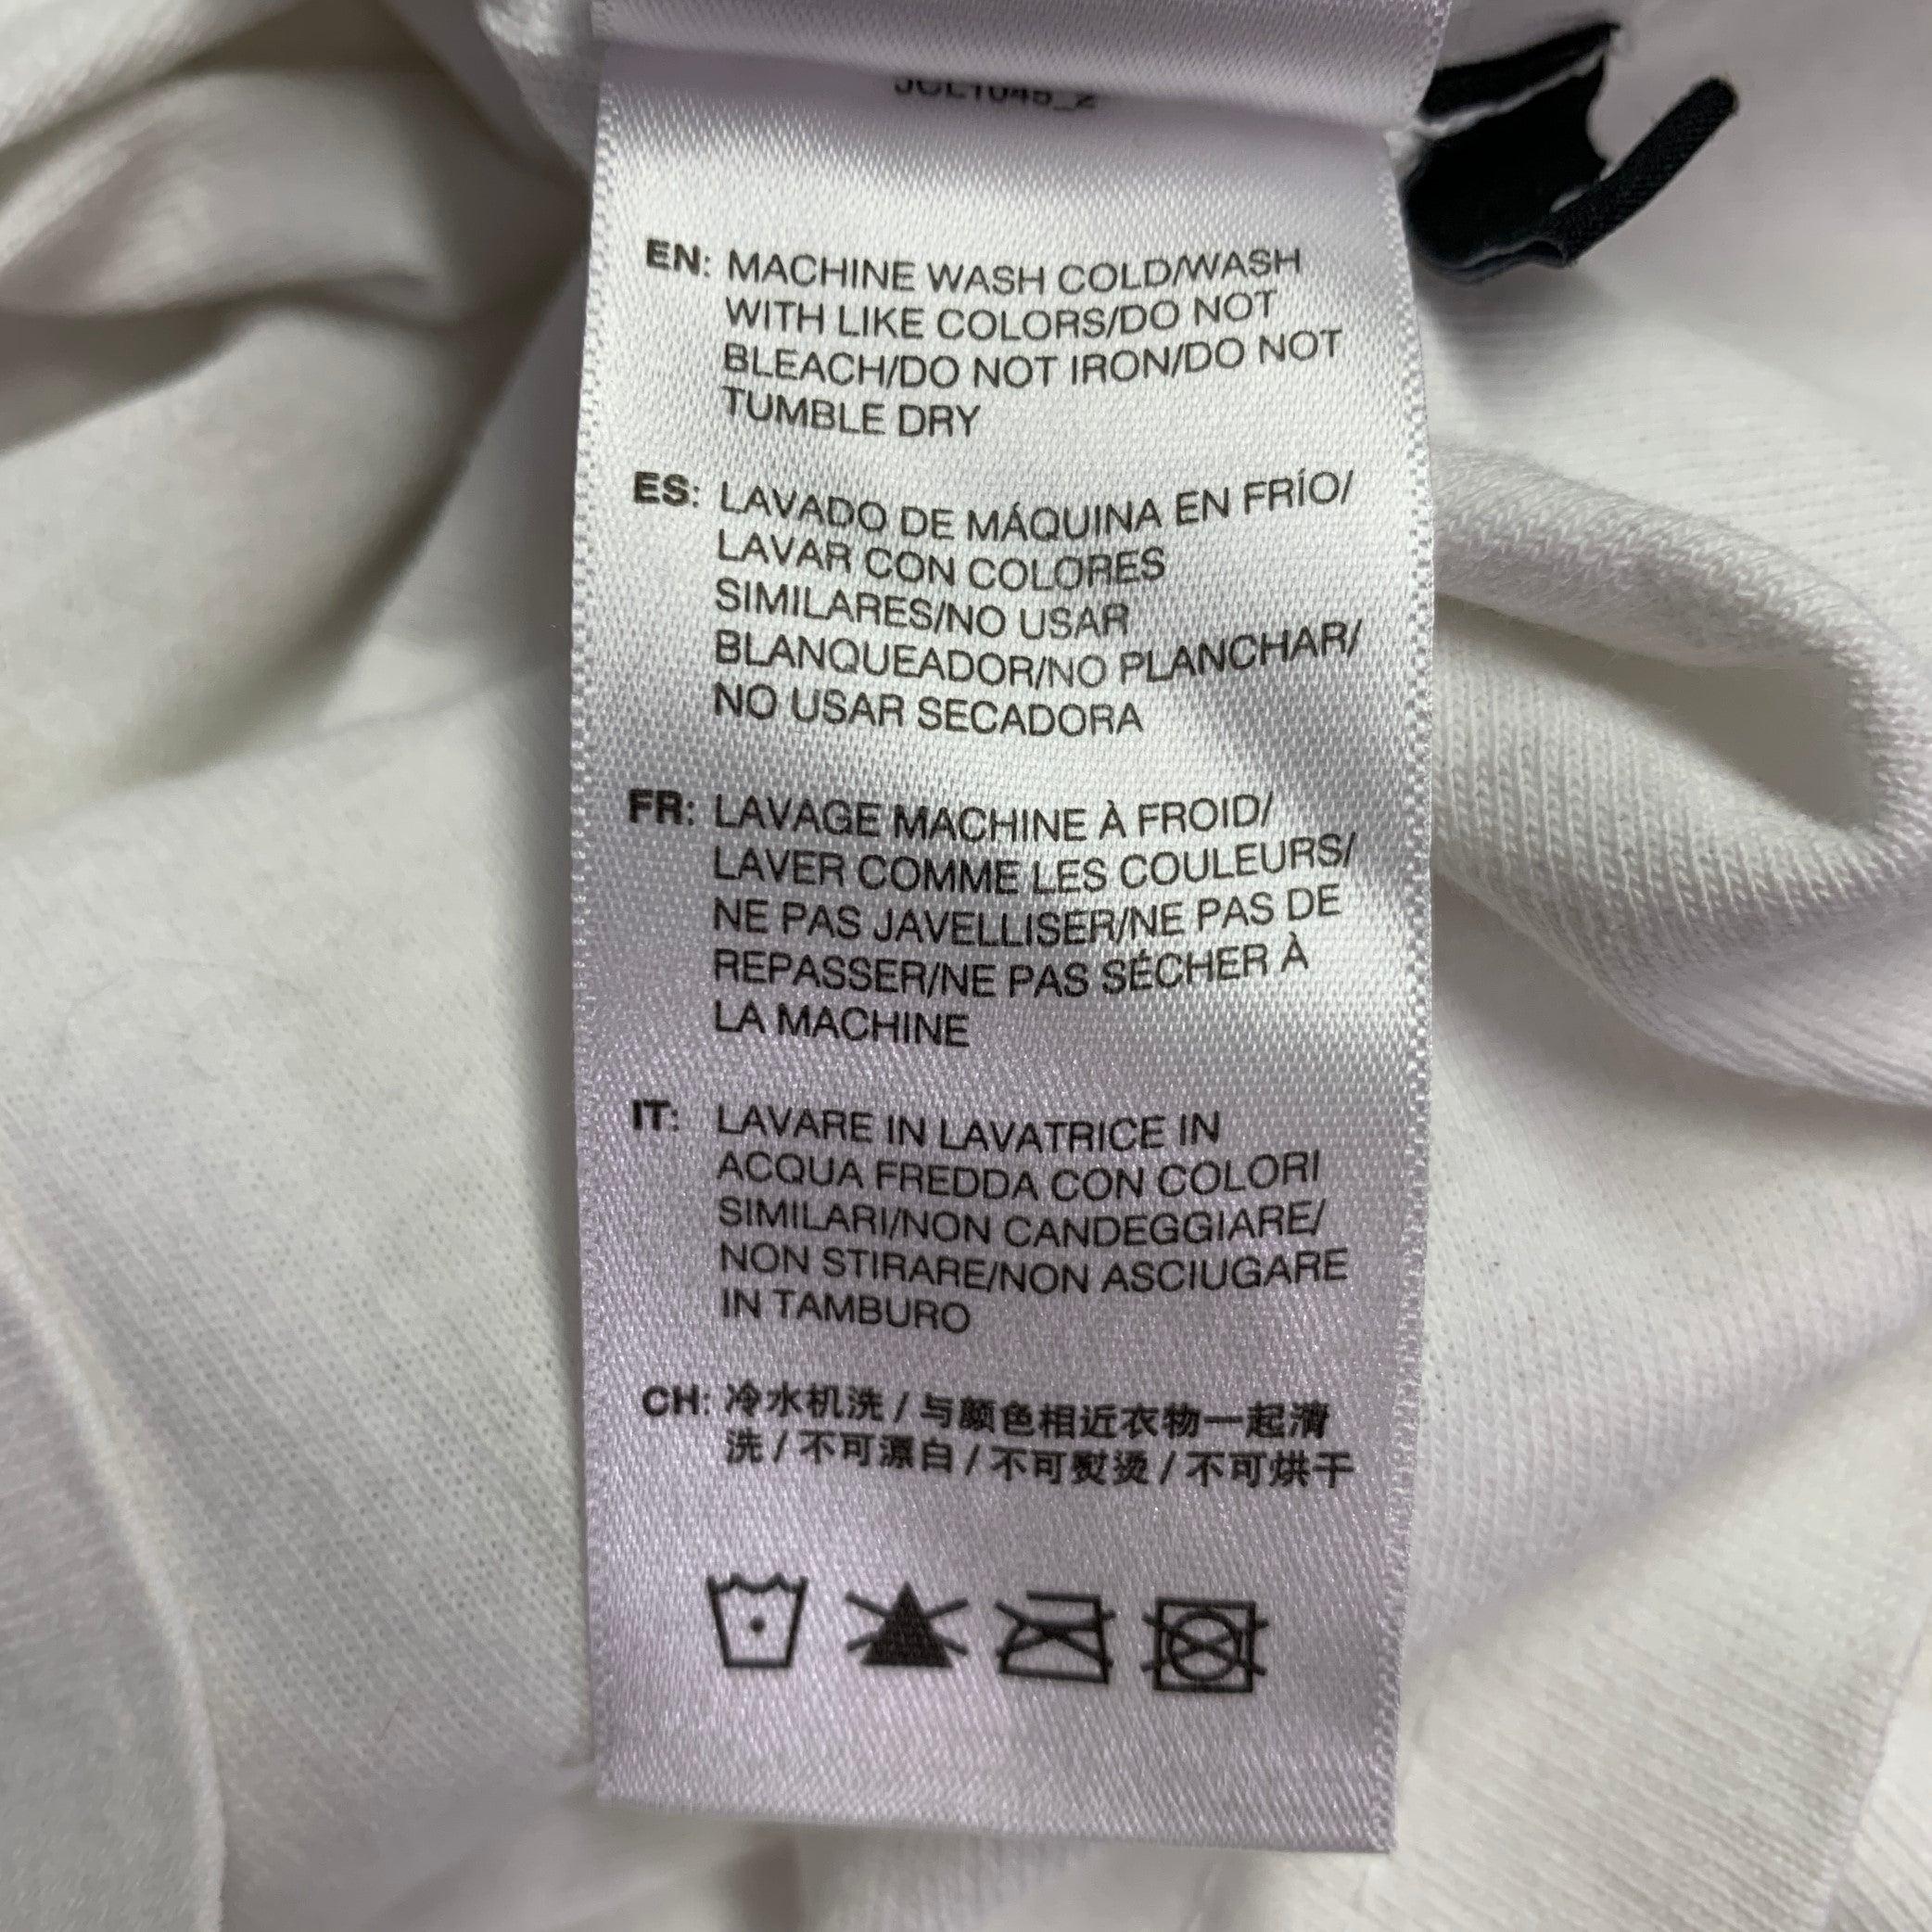 JCL1045_2
EN: MACHINE WASH COLD/WASH
WITH LIKE COLORS/DO NOT
BLEACH/DO NOT IRON/DO NOT
TUMBLE DRY
ES: LAVADO DE MÁQUINA EN FRÍO/
LAVAR CON COLORES
SIMILARES/NO USAR
BLANQUEADOR/NO PLANCHAR/
NO USAR SECADORA
FR: LAVAGE MACHINE À FROID/
LAVER COMME LES COULEURS/
NE PAS JAVELLISER/NE PAS DE
REPASSER/NE PAS SÉCHER À
LA MACHINE
IT: LAVARE IN LAVATRICE IN
ACQUA FREDDA CON COLORI
SIMILARI/NON CANDEGGIARE/
NON STIRARE/NON ASCIUGARE
IN TAMBURO
CH: 冷水机洗 / 与颜色相近衣物一起清
洗 / 不可漂白 / 不可熨烫 / 不可烘干